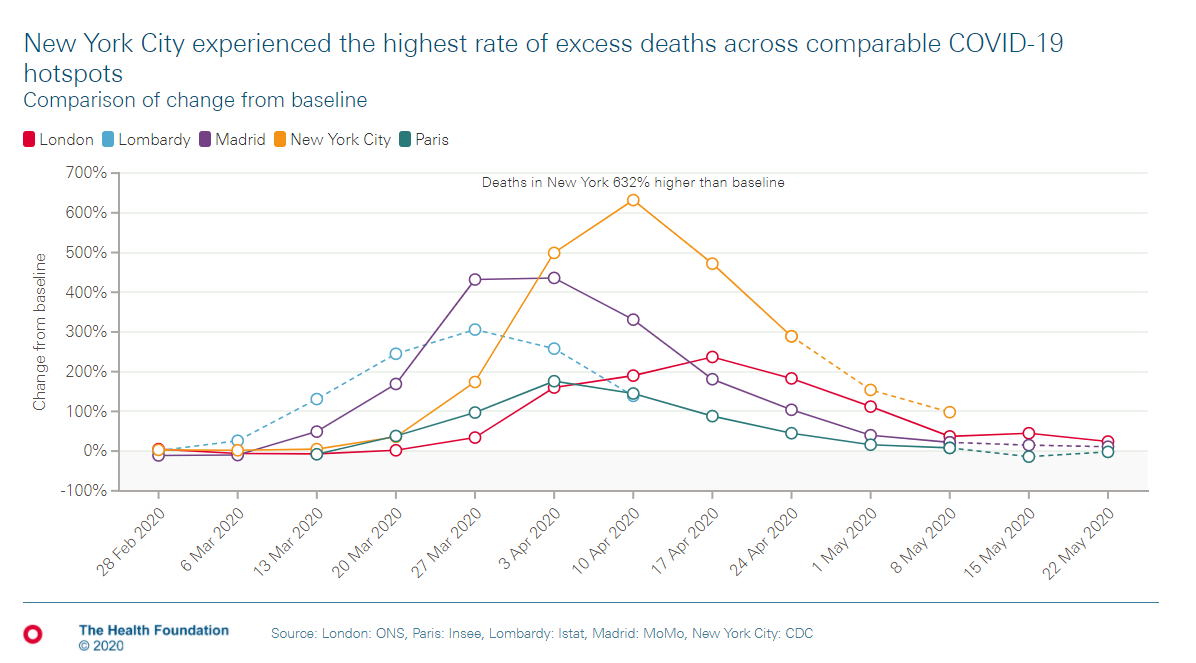 New York City experienced the highest rate of excess deaths across comparable COVID-19
hotspots
Comparison of change from baseline
London Lombardy Madrid New York City Paris
700%
Deaths in New York 632% higher than baseline
600%
500%
400%
300%
200%
100%
0%
-100%
Change from baseline
28 Feb 2020
6 Mar 2020
13 Mar 2020
20 Mar 2020
27 Mar 2020
3 Apr 2020
10 Apr 2020
17 Apr 2020
24 Apr 2020
1 May 2020
8 May 2020
15 May 2020
22 May 2020
The Health Foundation
© 2020
Source: London: ONS, Paris: Insee, Lombardy: Istat, Madrid: MoMo, New York City: CDC